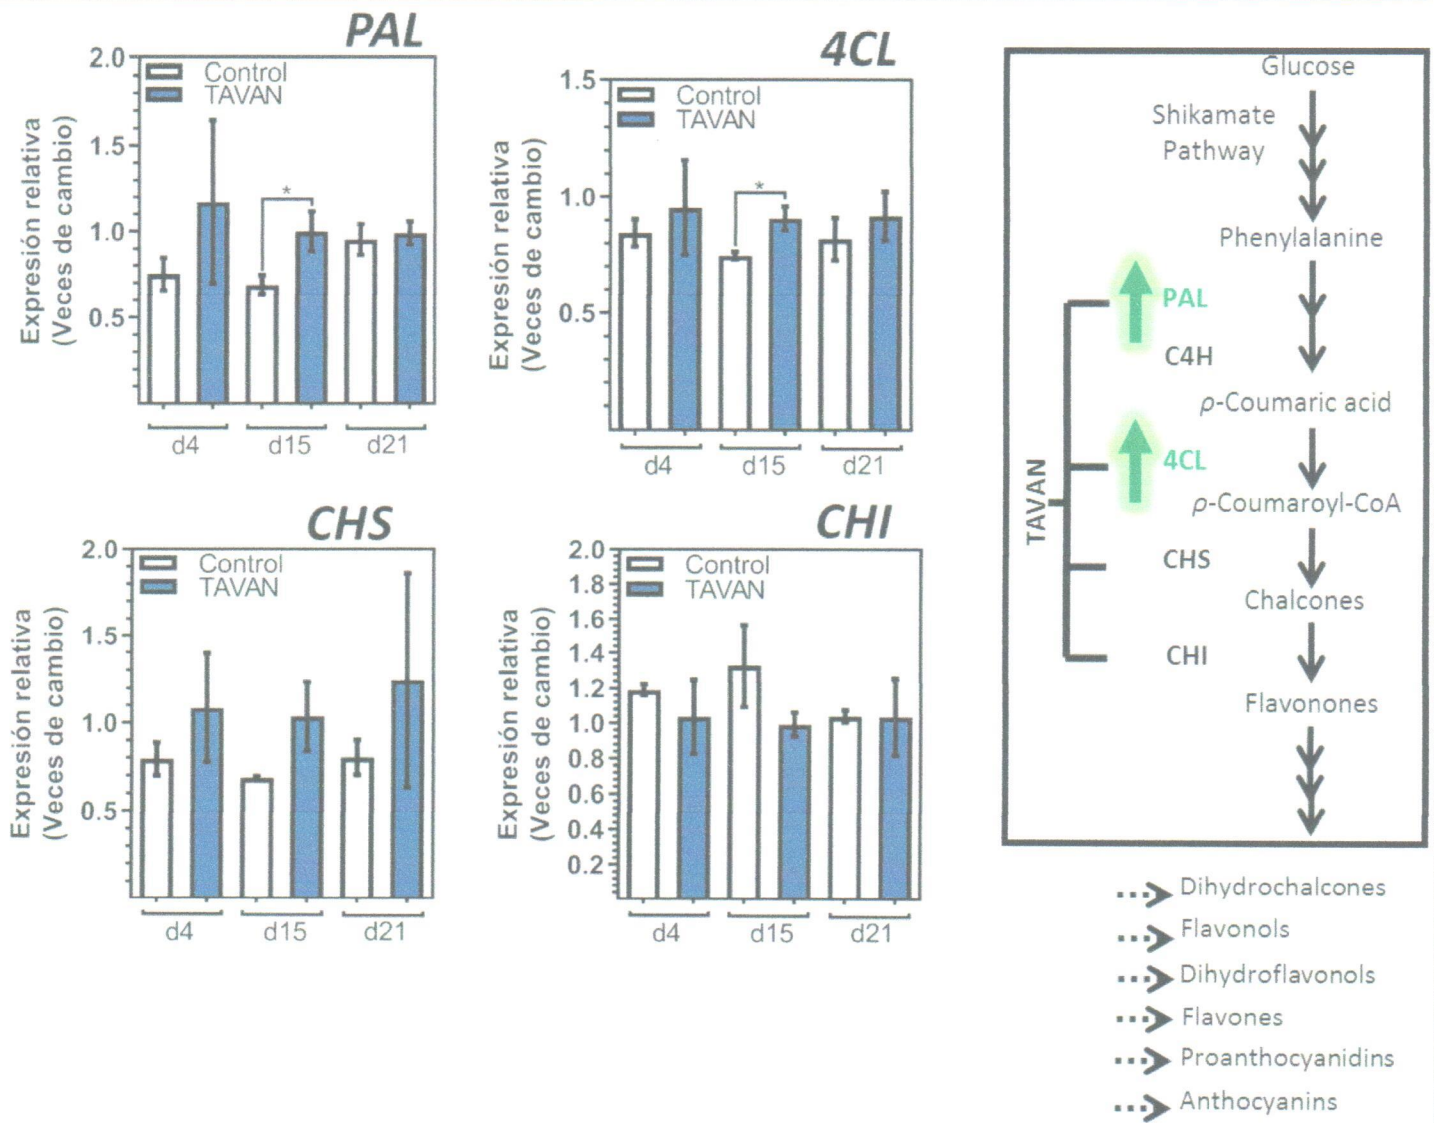 PAL
2.0
1.5
1.0
0.5
Expresión relativa
(Veces de cambio)
Control
TAVAN
*
d4
d15
d21
4CL
1.5
1.0
0.5
Expresión relativa
(Veces de cambio)
Control
TAVAN
*
d4
d15
d21
CHS
2.0
1.5
1.0
0.5
Expresión relativa
(Veces de cambio)
Control
TAVAN
d4
d15
d21
CHI
2.0
2.0
1.8
1.6
1.4
1.2
1.0
0.8
0.6
0.4
0.2
Expresión relativa
(Veces de cambio)
Control
TAVAN
d4
d15
d21
Glucose
Shikamate
Pathway
Phenylalanine
PAL
C4H
ρ-Coumaric acid
4CL
ρ-Coumaroyl-CoA
TAVAN
CHS
Chalcones
CHI
Flavonones
Dihydrochalcones
Flavonols
Dihydroflavonols
Flavones
Proanthocyanidins
Anthocyanins